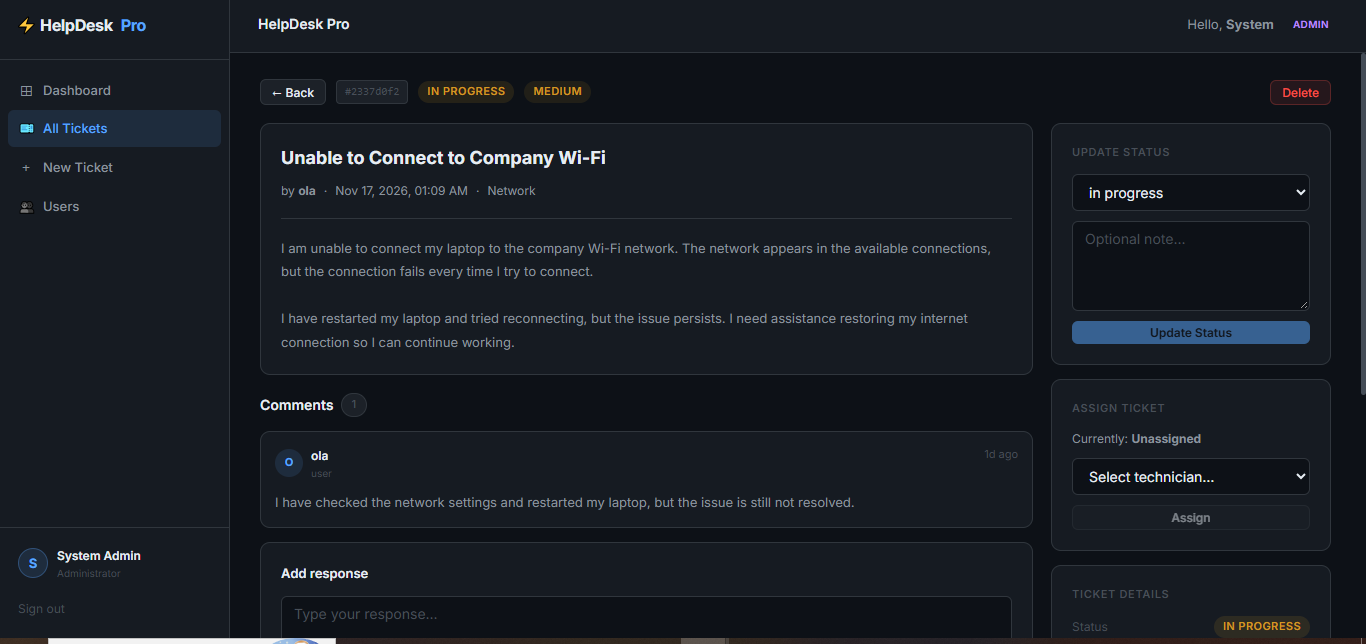 ⚡ HelpDesk Pro
HelpDesk Pro
Hello, System ADMIN
Dashboard
All Tickets
+ New Ticket
Users
← Back
#2337d0f2
IN PROGRESS
MEDIUM
Delete
Unable to Connect to Company Wi-Fi
by ola · Nov 17, 2026, 01:09 AM · Network
I am unable to connect my laptop to the company Wi-Fi network. The network appears in the available connections,
but the connection fails every time I try to connect.
I have restarted my laptop and tried reconnecting, but the issue persists. I need assistance restoring my internet
connection so I can continue working.
Comments 1
O
ola
user
1d ago
I have checked the network settings and restarted my laptop, but the issue is still not resolved.
Add response
Type your response...
UPDATE STATUS
in progress
Optional note...
Update Status
ASSIGN TICKET
Currently: Unassigned
Select technician...
Assign
TICKET DETAILS
Status IN PROGRESS
S
System Admin
Administrator
Sign out